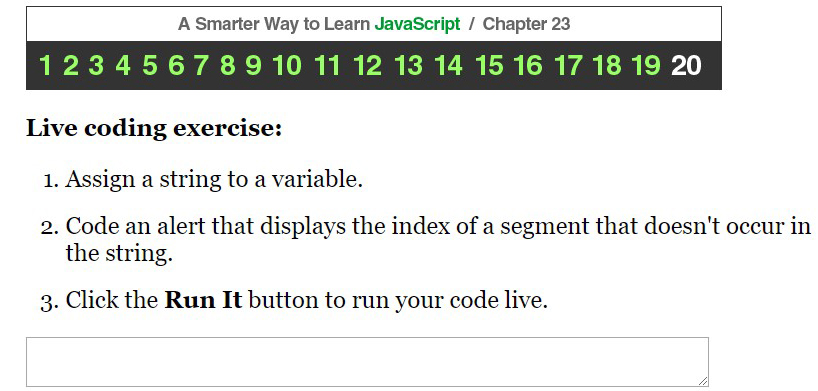 A Smarter Way to Learn JavaScript / Chapter 23
1 2 3 4 5 6 7 8 9 10 11 12 13 14 15 16 17 18 19 20
Live coding exercise:
1. Assign a string to a variable.
2. Code an alert that displays the index of a segment that doesn't occur in
the string.
3. Click the Run It button to run your code live.